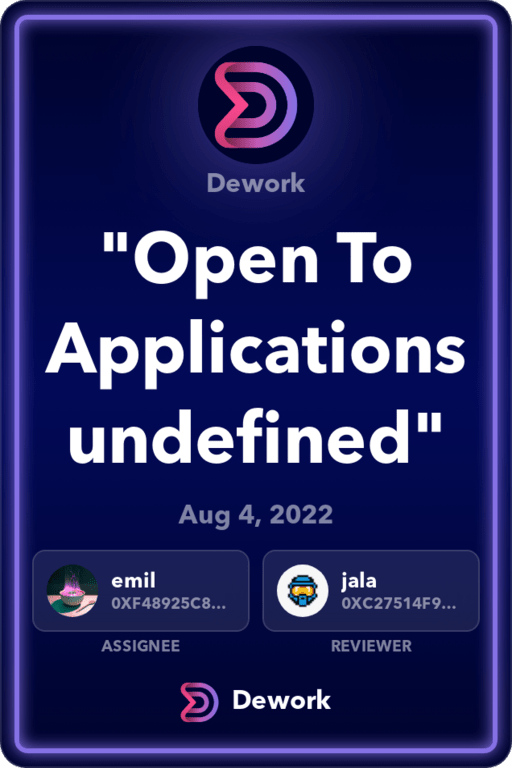 Dework
"Open To
Applications
undefined"
Aug 4, 2022
emil
0XF48925C8...
jala
0XC27514F9...
ASSIGNEE
REVIEWER
Dework